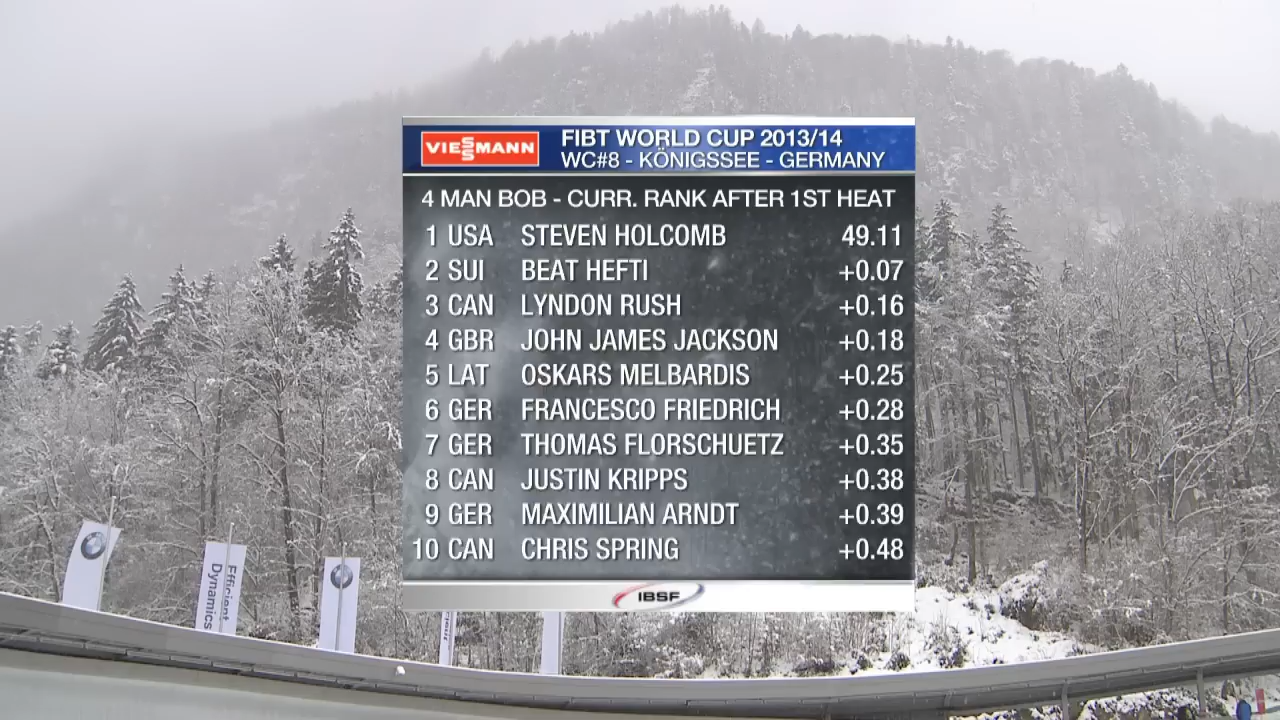 VIESSMANN
FIBT WORLD CUP 2013/14
WC#8 - KÖNIGSSEE - GERMANY
4 MAN BOB - CURR. RANK AFTER 1ST HEAT
1 USA STEVEN HOLCOMB 49.11
2 SUI BEAT HEFTI +0.07
3 CAN LYNDON RUSH +0.16
4 GBR JOHN JAMES JACKSON +0.18
5 LAT OSKARS MELBARDIS +0.25
6 GER FRANCESCO FRIEDRICH +0.28
7 GER THOMAS FLORSCHUETZ +0.35
8 CAN JUSTIN KRIPPS +0.38
9 GER MAXIMILIAN ARNDT +0.39
10 CAN CHRIS SPRING +0.48
IBSF
Efficient
Dynamics